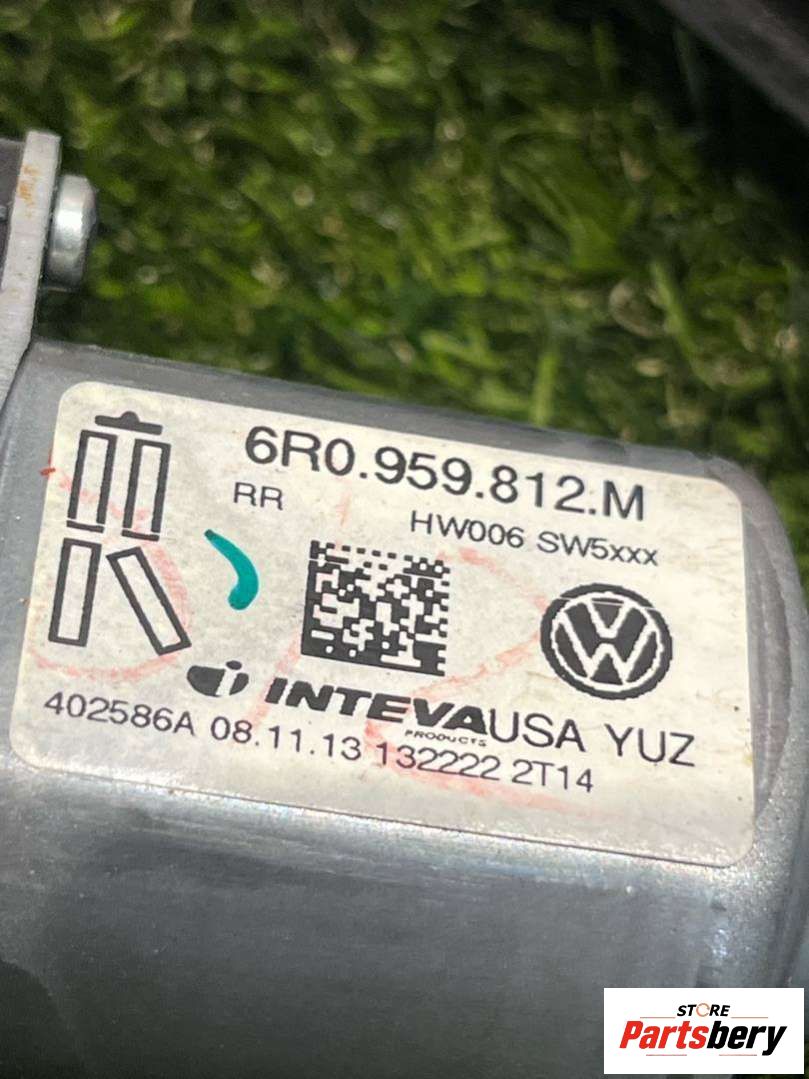 6R0.959.812.M
RR
HW006 SW5xxx
INTEVA USA YUZ
PRODUCTS
402586A 08.11.13 132222 2T14
STORE
Partsbery